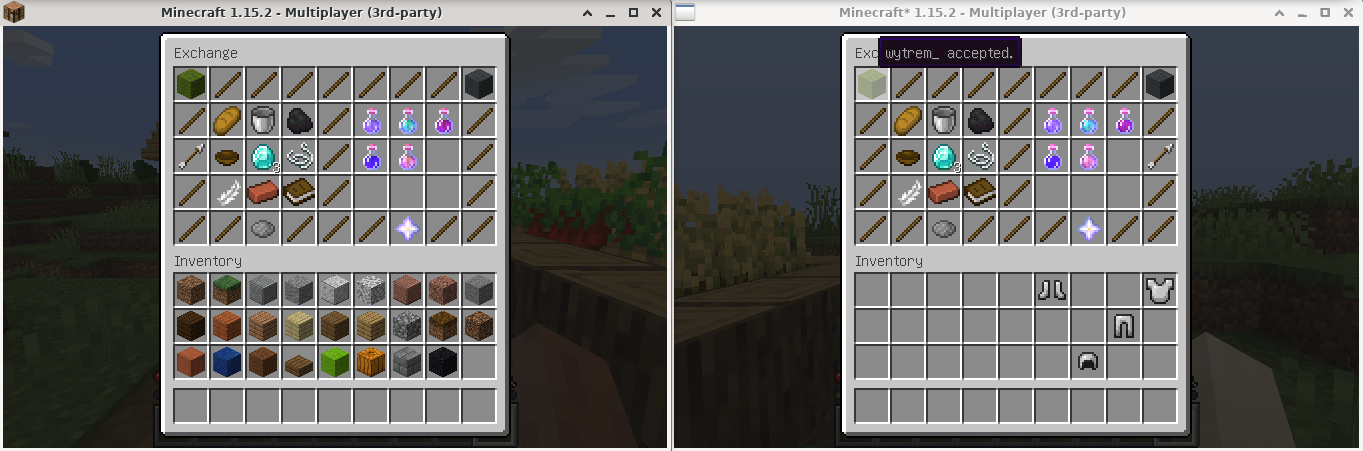 Minecraft 1.15.2 - Multiplayer (3rd-party)
Exchange
Inventory
Minecraft* 1.15.2 - Multiplayer (3rd-party)
Exc
wytrem_ accepted.
Inventory